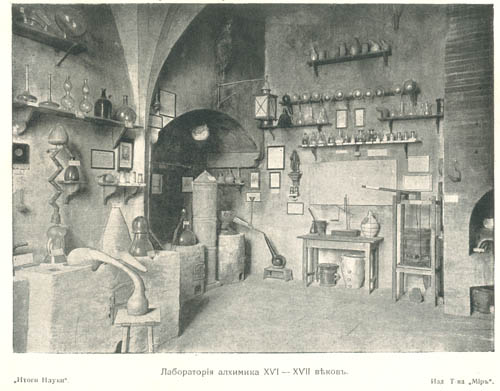 Лабораторія алхимика XVI — XVII вѣковъ.
„Итоги Науки“.
Изд. Т-ва „Міръ“.